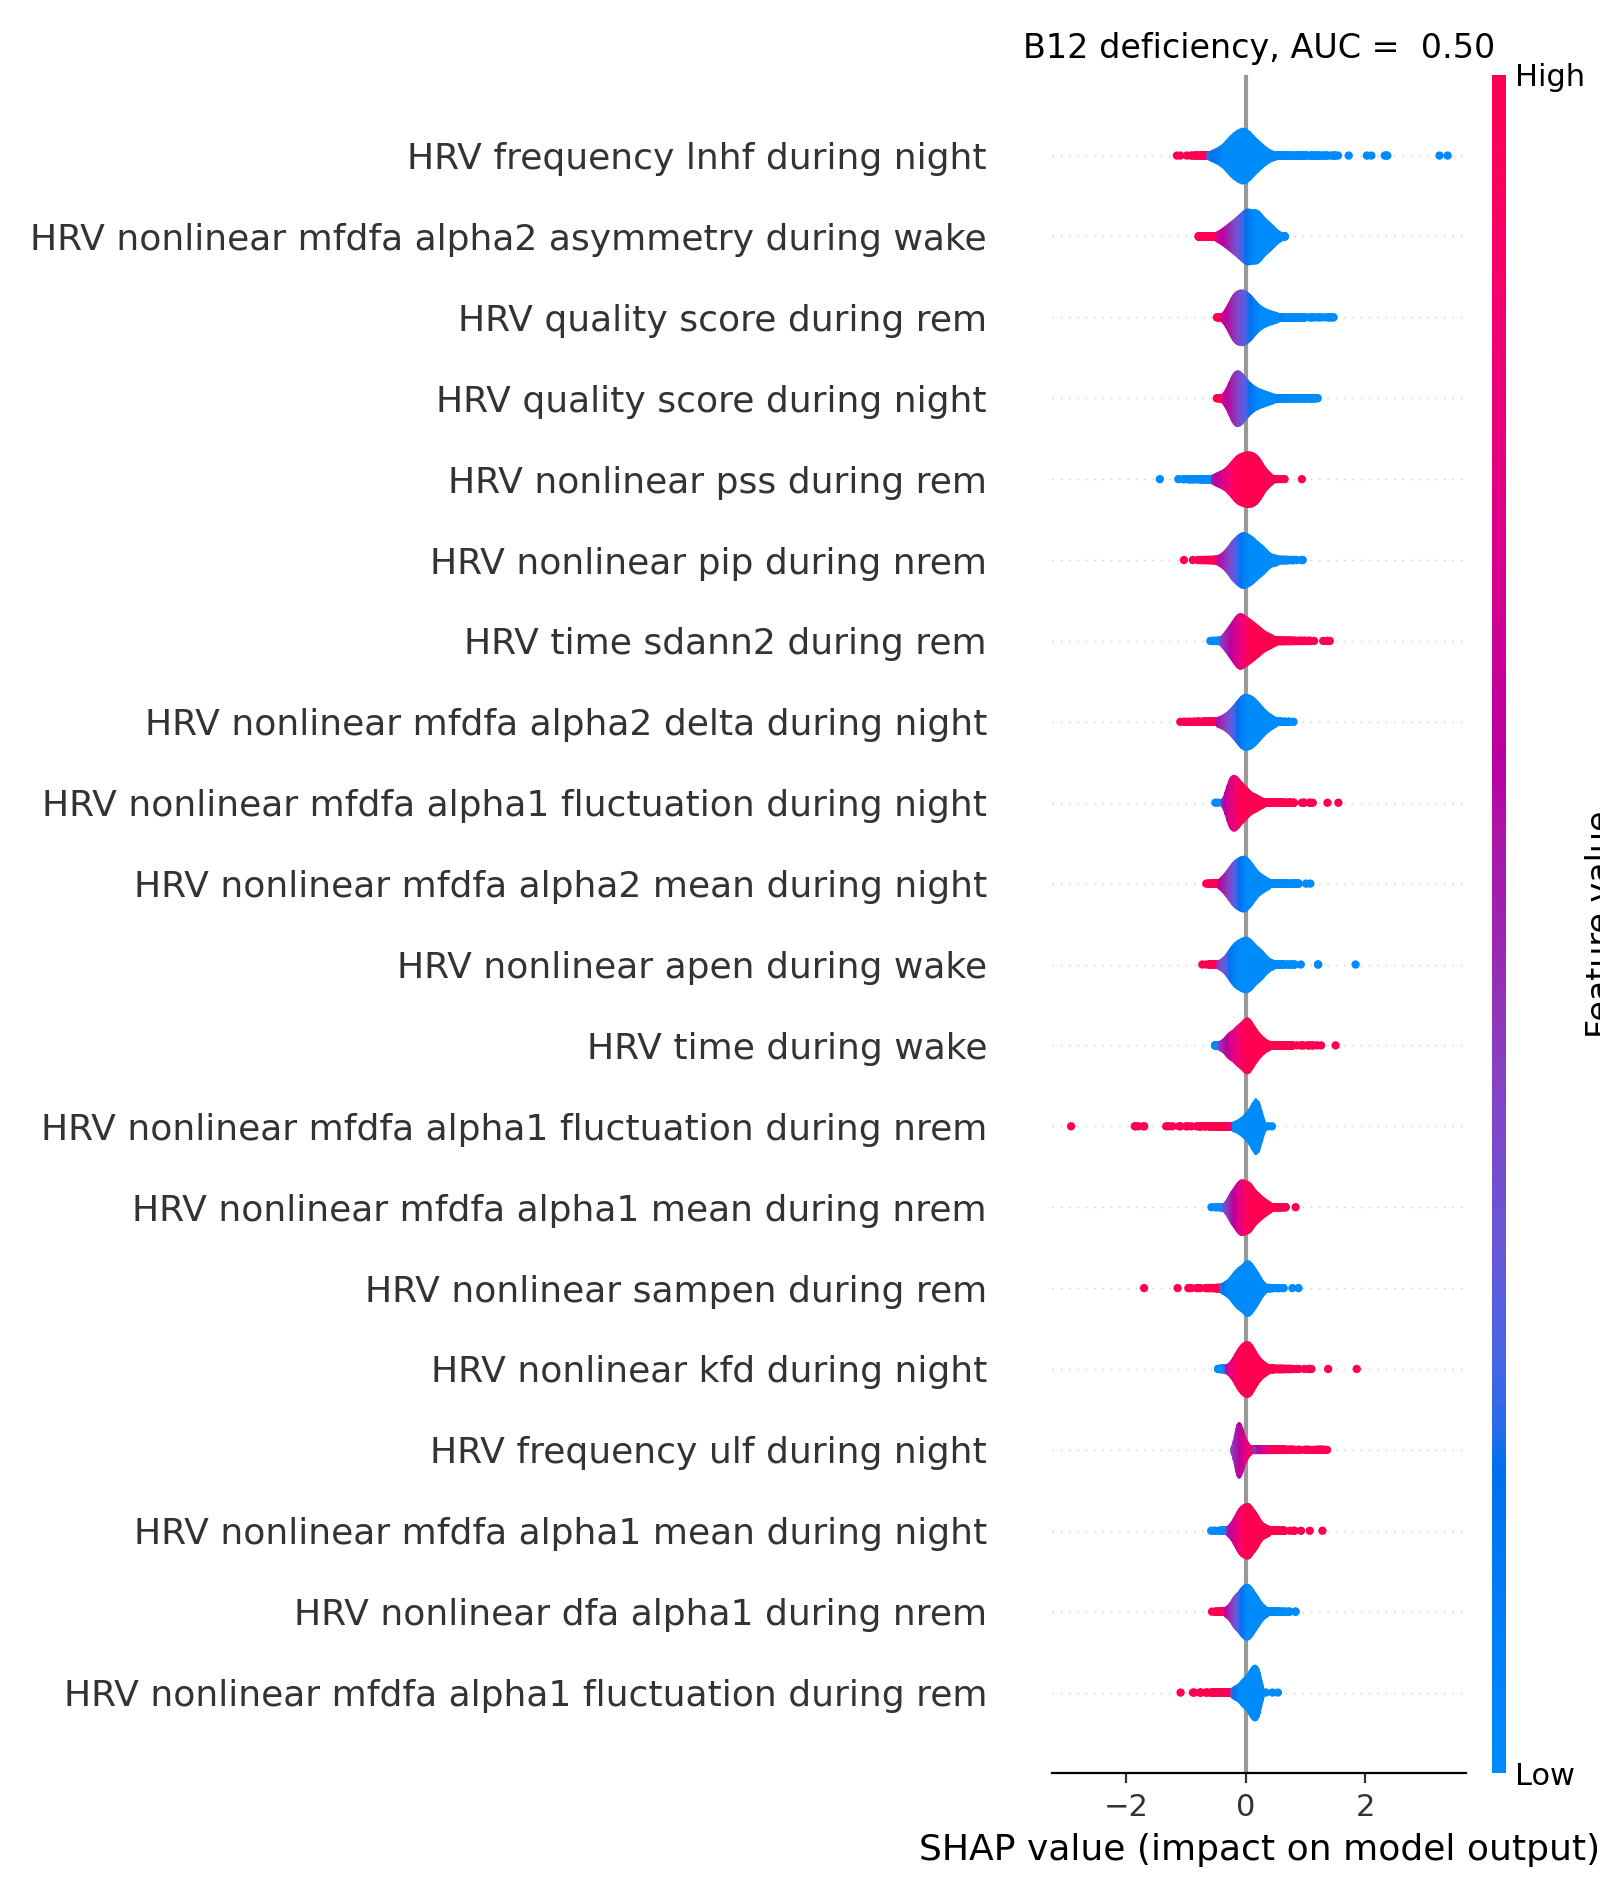 B12 deficiency, AUC =  0.50
High
HRV frequency lnhf during night
HRV nonlinear mfdfa alpha2 asymmetry during wake
HRV quality score during rem
HRV quality score during night
HRV nonlinear pss during rem
HRV nonlinear pip during nrem
HRV time sdann2 during rem
HRV nonlinear mfdfa alpha2 delta during night
HRV nonlinear mfdfa alpha1 fluctuation during night
HRV nonlinear mfdfa alpha2 mean during night
HRV nonlinear apen during wake
HRV time during wake
HRV nonlinear mfdfa alpha1 fluctuation during nrem
HRV nonlinear mfdfa alpha1 mean during nrem
HRV nonlinear sampen during rem
HRV nonlinear kfd during night
HRV frequency ulf during night
HRV nonlinear mfdfa alpha1 mean during night
HRV nonlinear dfa alpha1 during nrem
HRV nonlinear mfdfa alpha1 fluctuation during rem
Feature value
Low
−2 0 2
SHAP value (impact on model output)